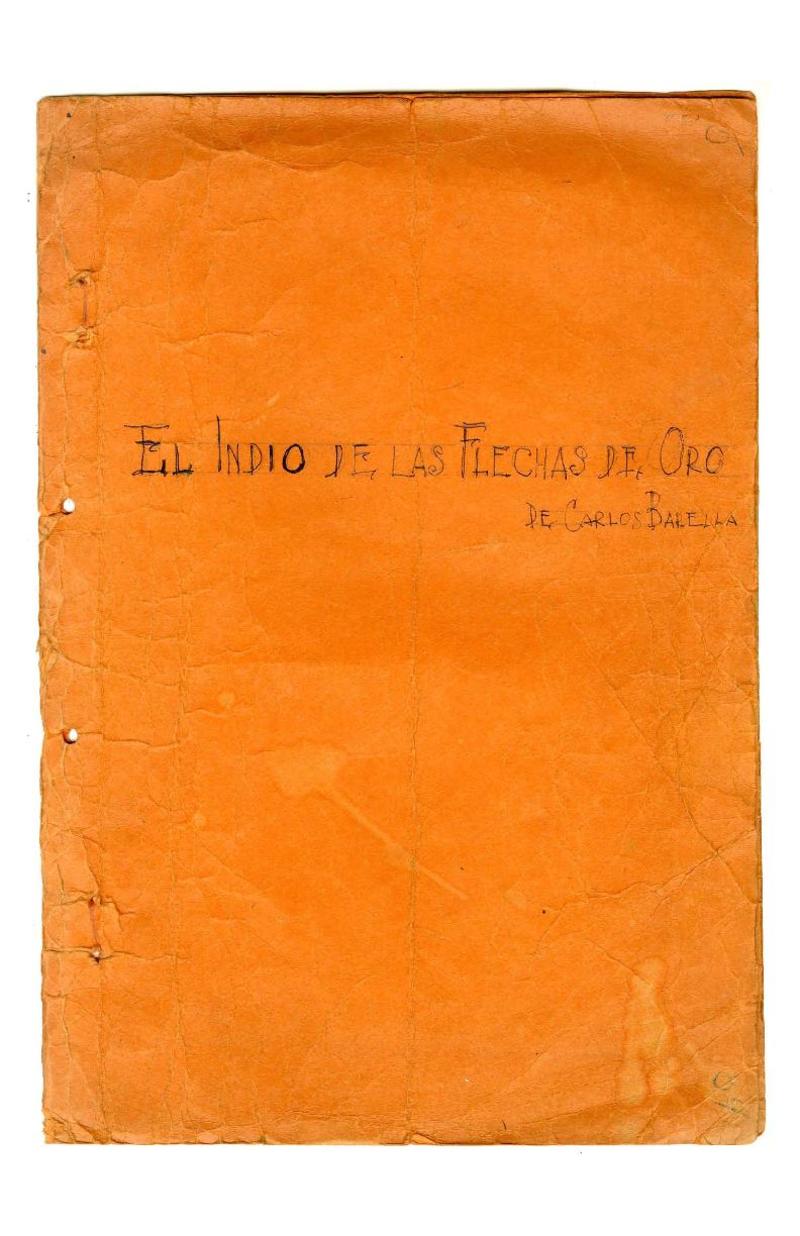 EL INDIO DE LAS FLECHAS DE ORO
DE CARLOS BARELLA